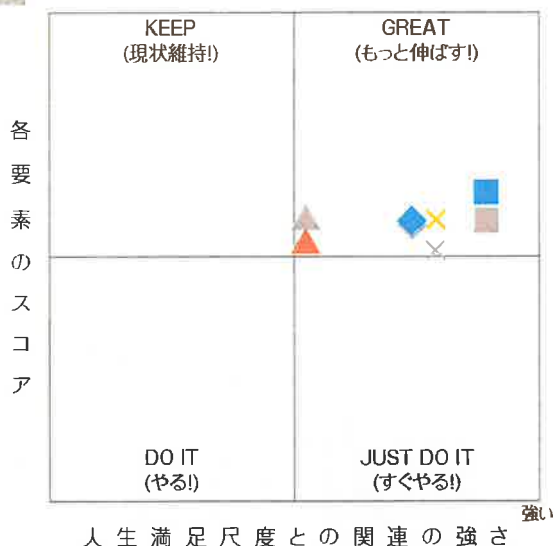 KEEP
(現状維持!)
GREAT
(もっと伸ばす!)
各要素のスコア
DO IT
(やる!)
JUST DO IT
(すぐやる!)
強い
人生満足尺度との関連の強さ